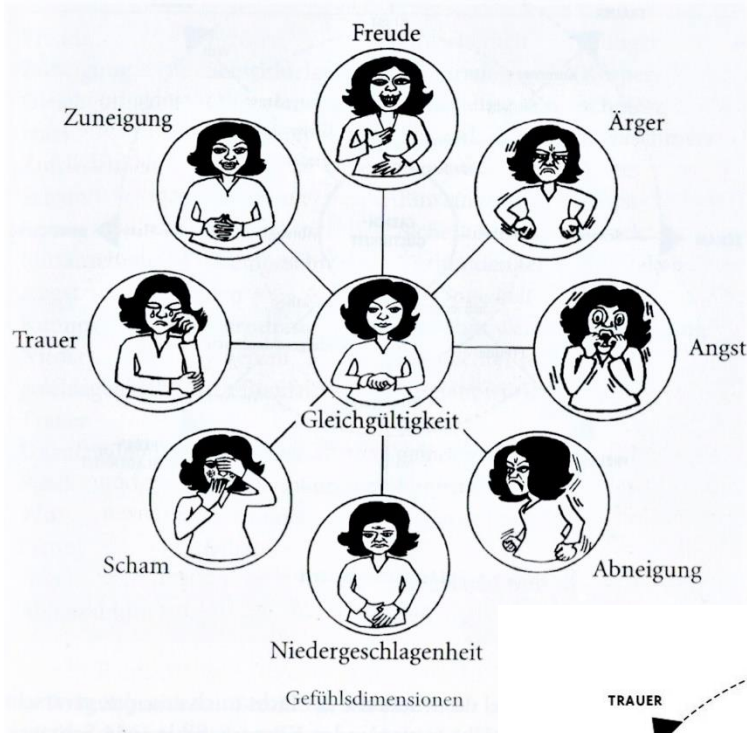 Freude
Zuneigung
Ärger
Trauer
Angst
Gleichgültigkeit
Scham
Abneigung
Niedergeschlagenheit
Gefühlsdimensionen
TRAUER